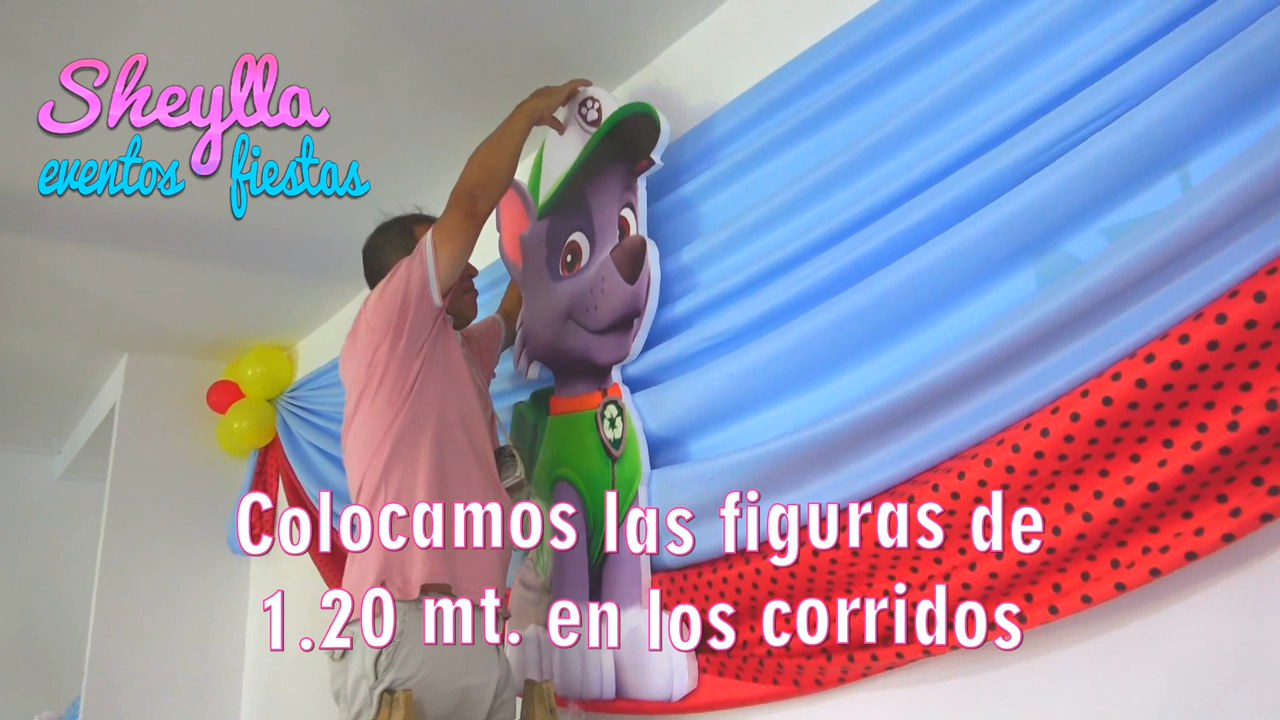 Sheylla
eventos fiestas
Colocamos las figuras de
1.20 mt. en los corridos